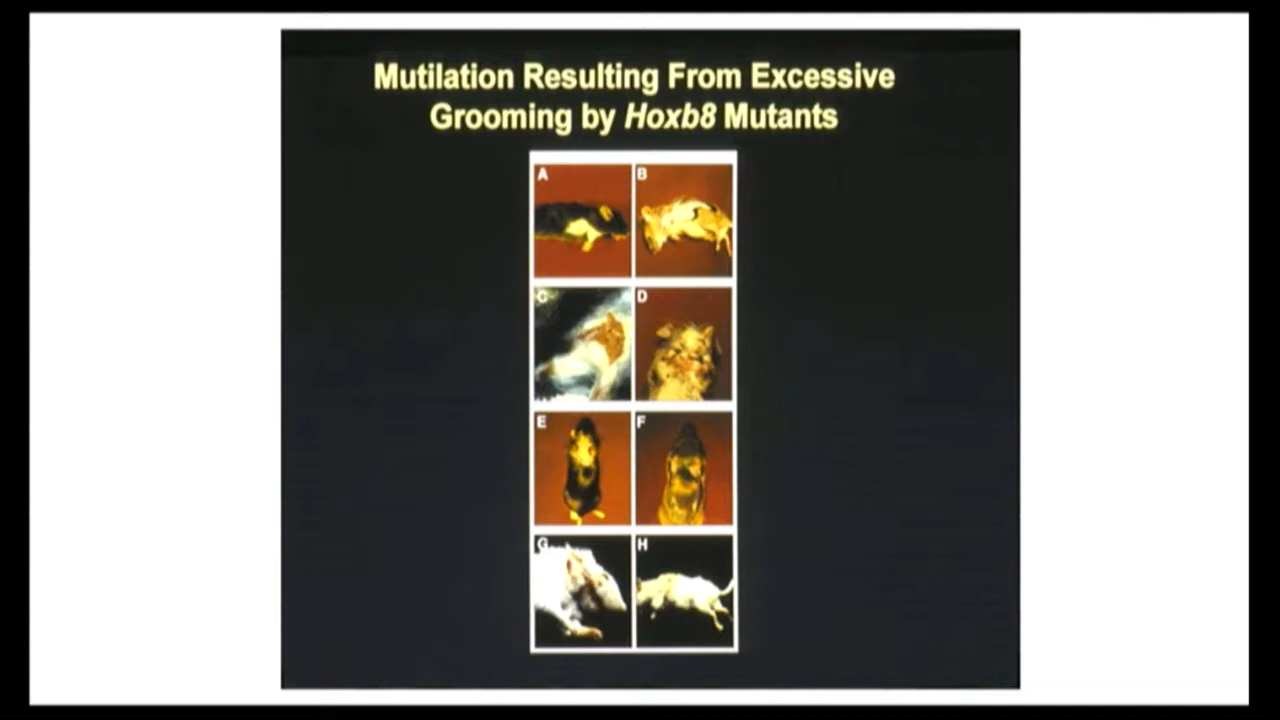 Mutilation Resulting From Excessive
Grooming by Hoxb8 Mutants
A
B
C
D
E
F
G
H